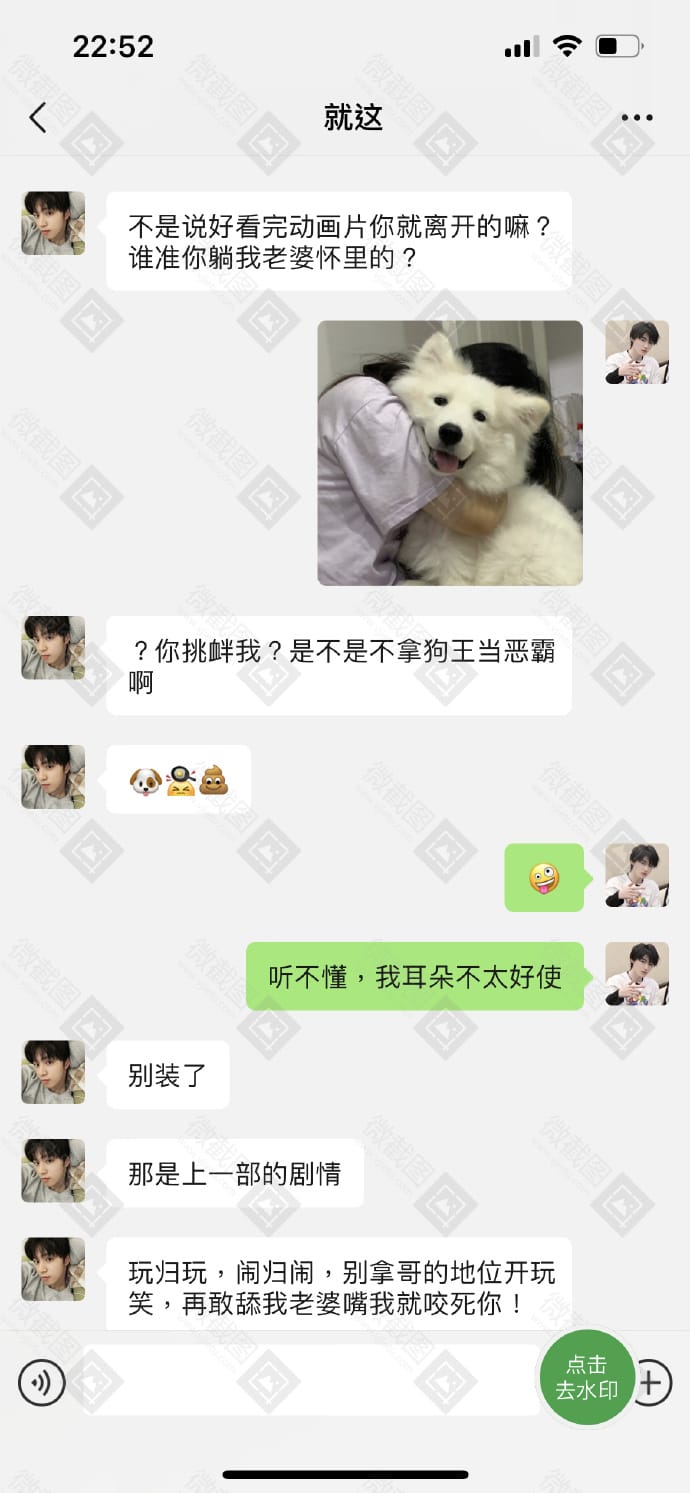 22:52
就这
不是说好看完动画片你就离开的嘛？
谁准你躺我老婆怀里的？
？你挑衅我？是不是不拿狗王当恶霸
啊
🐶🍳😝💩
🤪
听不懂，我耳朵不太好使
别装了
那是上一部的剧情
玩归玩，闹归闹，别拿哥的地位开玩
笑，再敢舔我老婆嘴我就咬死你！
点击
去水印
微截图